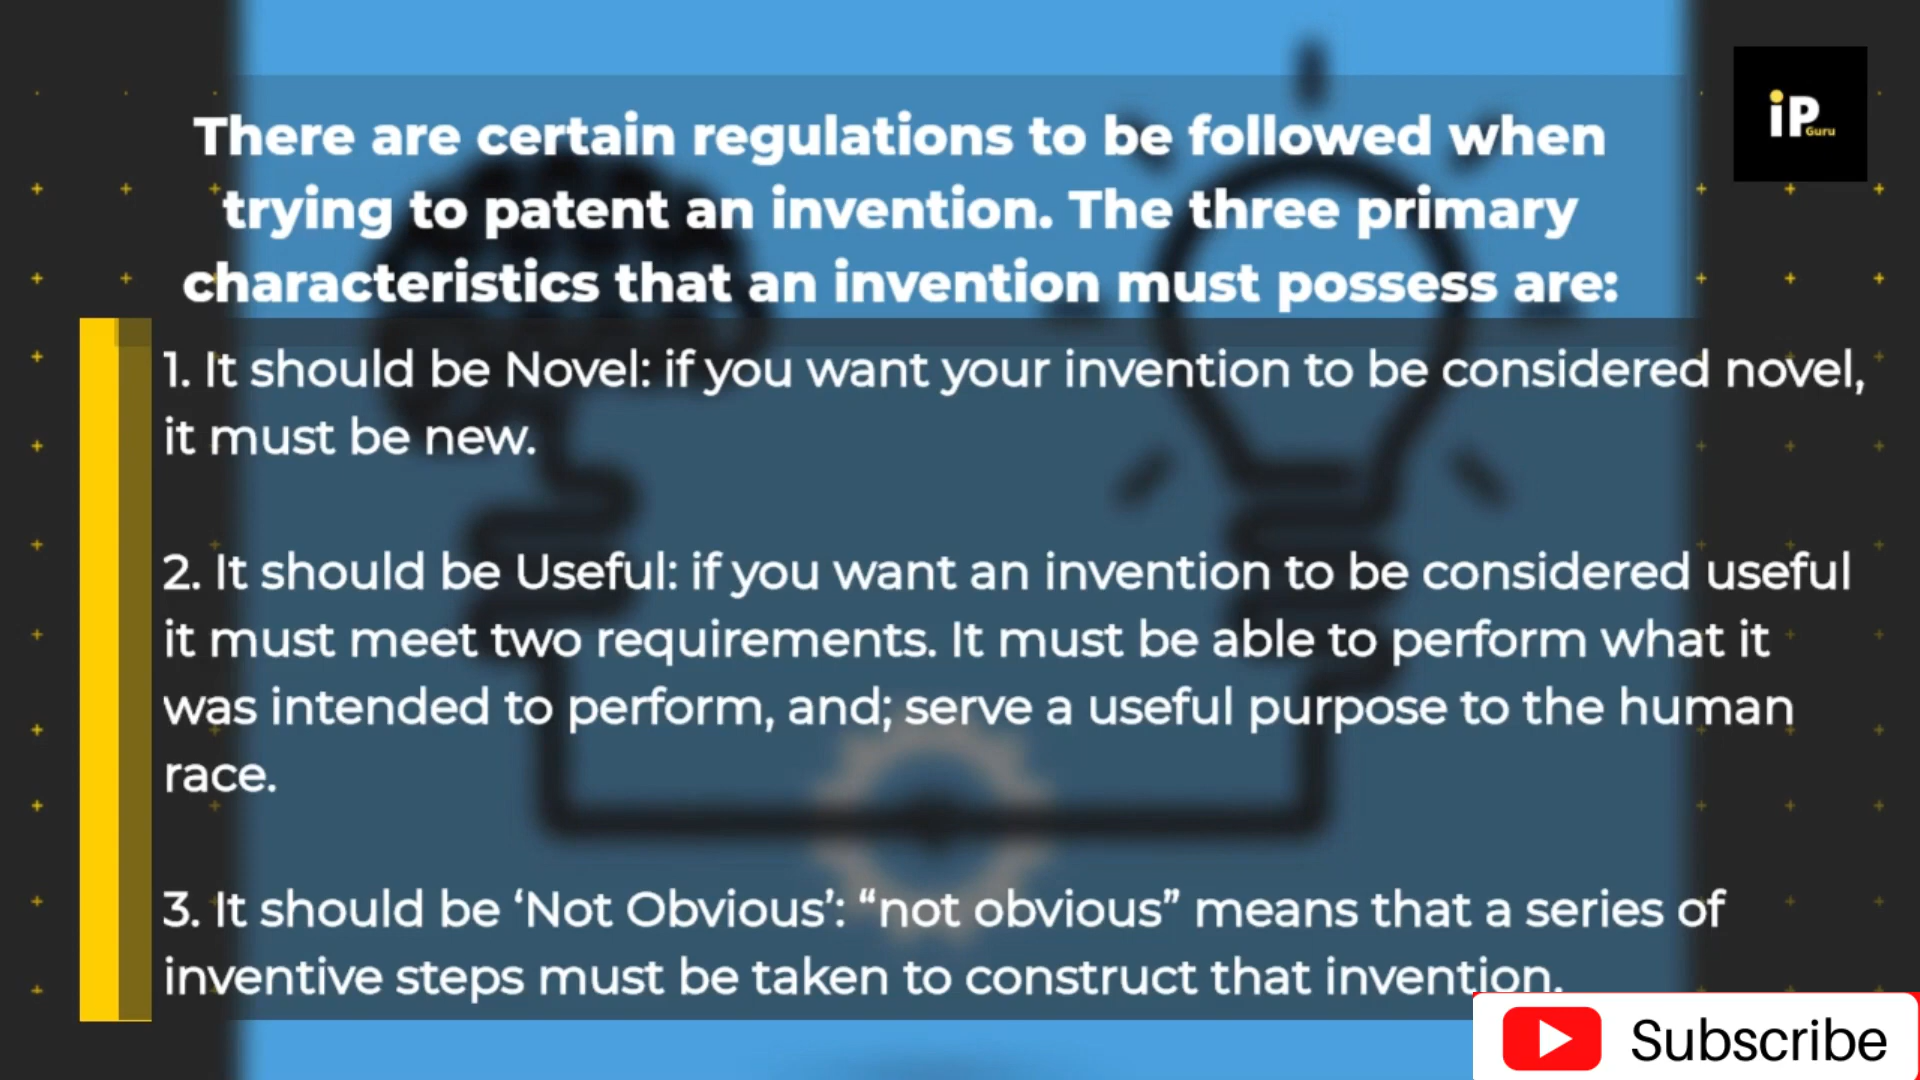 There are certain regulations to be followed when
trying to patent an invention. The three primary
characteristics that an invention must possess are:
iP Guru
1. It should be Novel: if you want your invention to be considered novel,
it must be new.
2. It should be Useful: if you want an invention to be considered useful
it must meet two requirements. It must be able to perform what it
was intended to perform, and; serve a useful purpose to the human
race.
3. It should be ‘Not Obvious’: “not obvious” means that a series of
inventive steps must be taken to construct that invention.
Subscribe